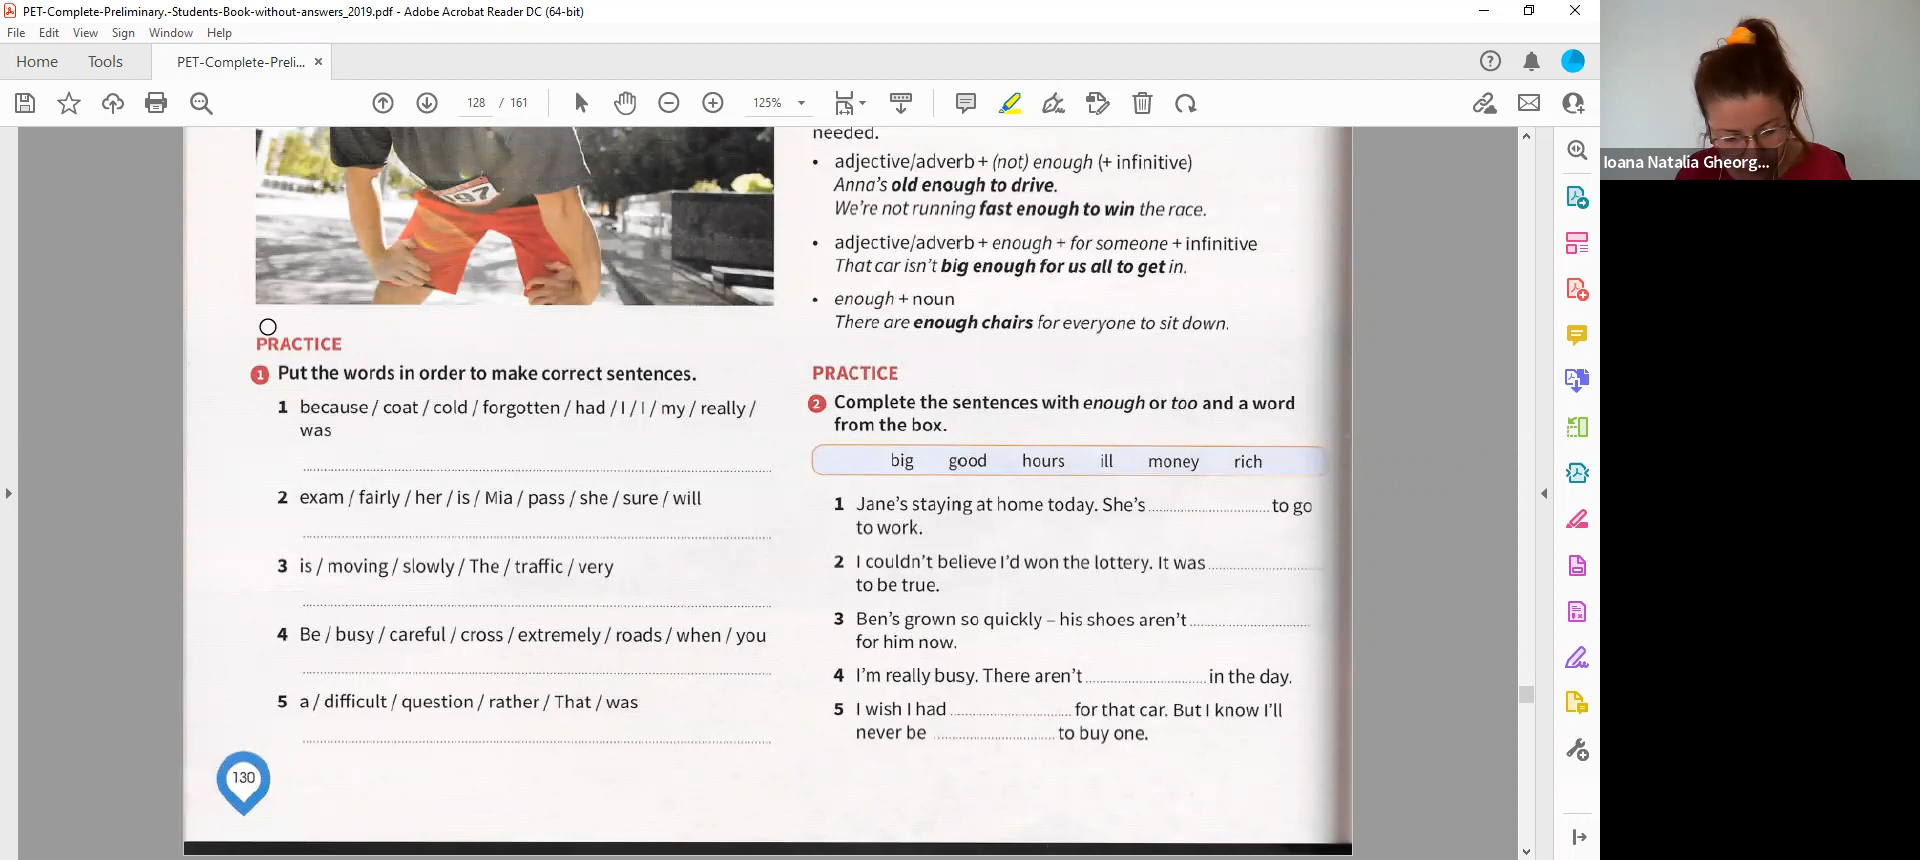 PET-Complete-Preliminary.-Students-Book-without-answers_2019.pdf - Adobe Acrobat Reader DC (64-bit)
File Edit View Sign Window Help
Home Tools PET-Complete-Preli... ×
128 / 161 125%
Ioana Natalia Gheorg...
97
PRACTICE
1 Put the words in order to make correct sentences.
1 because / coat / cold / forgotten / had / I / I / my / really /
was
2 exam / fairly / her / is / Mia / pass / she / sure / will
3 is / moving / slowly / The / traffic / very
4 Be / busy / careful / cross / extremely / roads / when / you
5 a / difficult / question / rather / That / was
130
needed.
• adjective/adverb + (not) enough (+ infinitive)
Anna's old enough to drive.
We're not running fast enough to win the race.
• adjective/adverb + enough + for someone + infinitive
That car isn't big enough for us all to get in.
• enough + noun
There are enough chairs for everyone to sit down.
PRACTICE
2 Complete the sentences with enough or too and a word
from the box.
big good hours ill money rich
1 Jane's staying at home today. She's ........................ to go
to work.
2 I couldn't believe I'd won the lottery. It was ........................
to be true.
3 Ben's grown so quickly – his shoes aren't ........................
for him now.
4 I'm really busy. There aren't ........................ in the day.
5 I wish I had ........................ for that car. But I know I'll
never be ........................ to buy one.